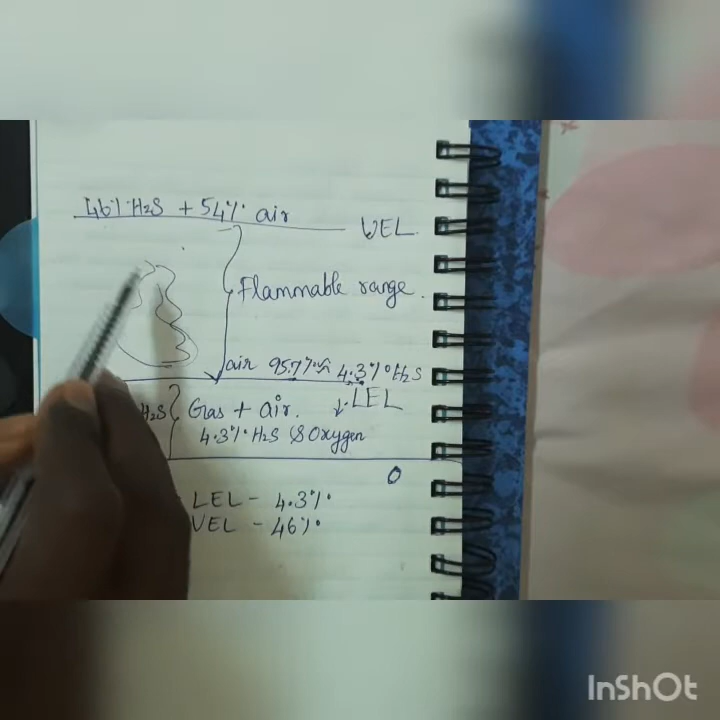 46% H2S + 54% air
UEL
Flammable range.
air 95.7% 4.3% H2S
H2S Gas + air. ↓.LEL
4.3% H2S & Oxygen
0
LEL - 4.3%
UEL - 46%
InShOt